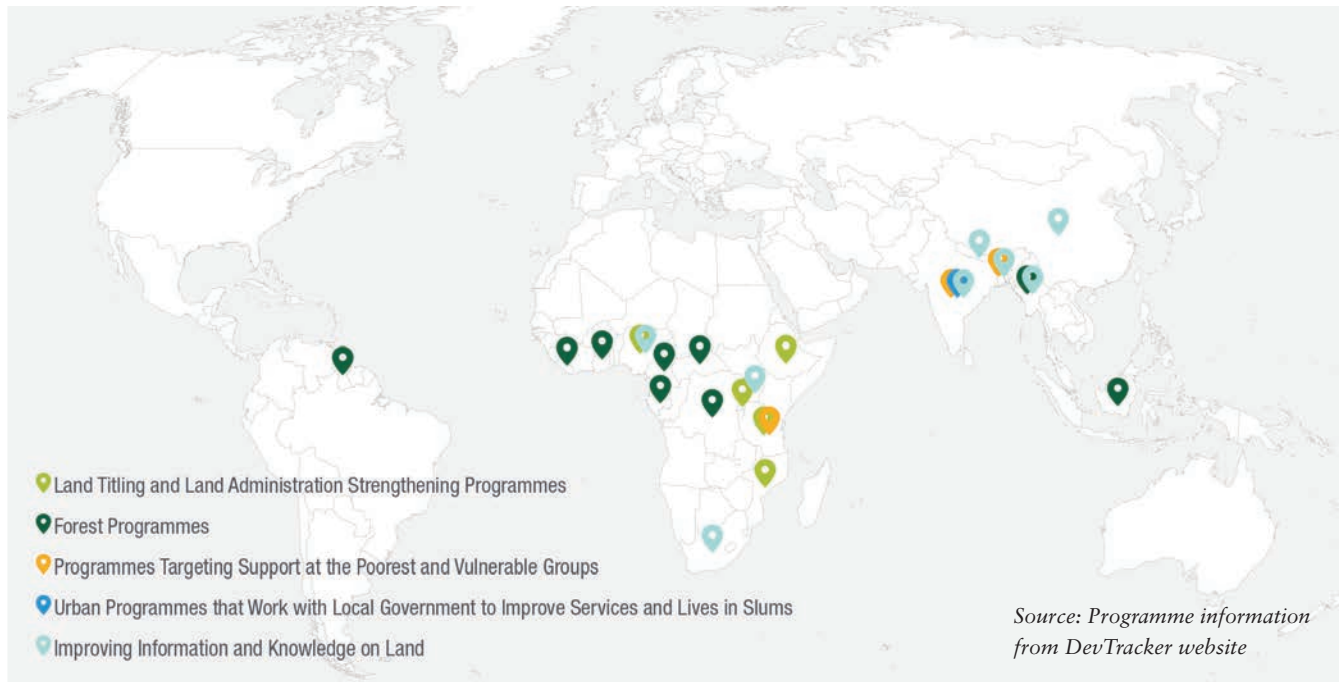 Land Titling and Land Administration Strengthening Programmes
Forest Programmes
Programmes Targeting Support at the Poorest and Vulnerable Groups
Urban Programmes that Work with Local Government to Improve Services and Lives in Slums
Improving Information and Knowledge on Land
Source: Programme information
from DevTracker website